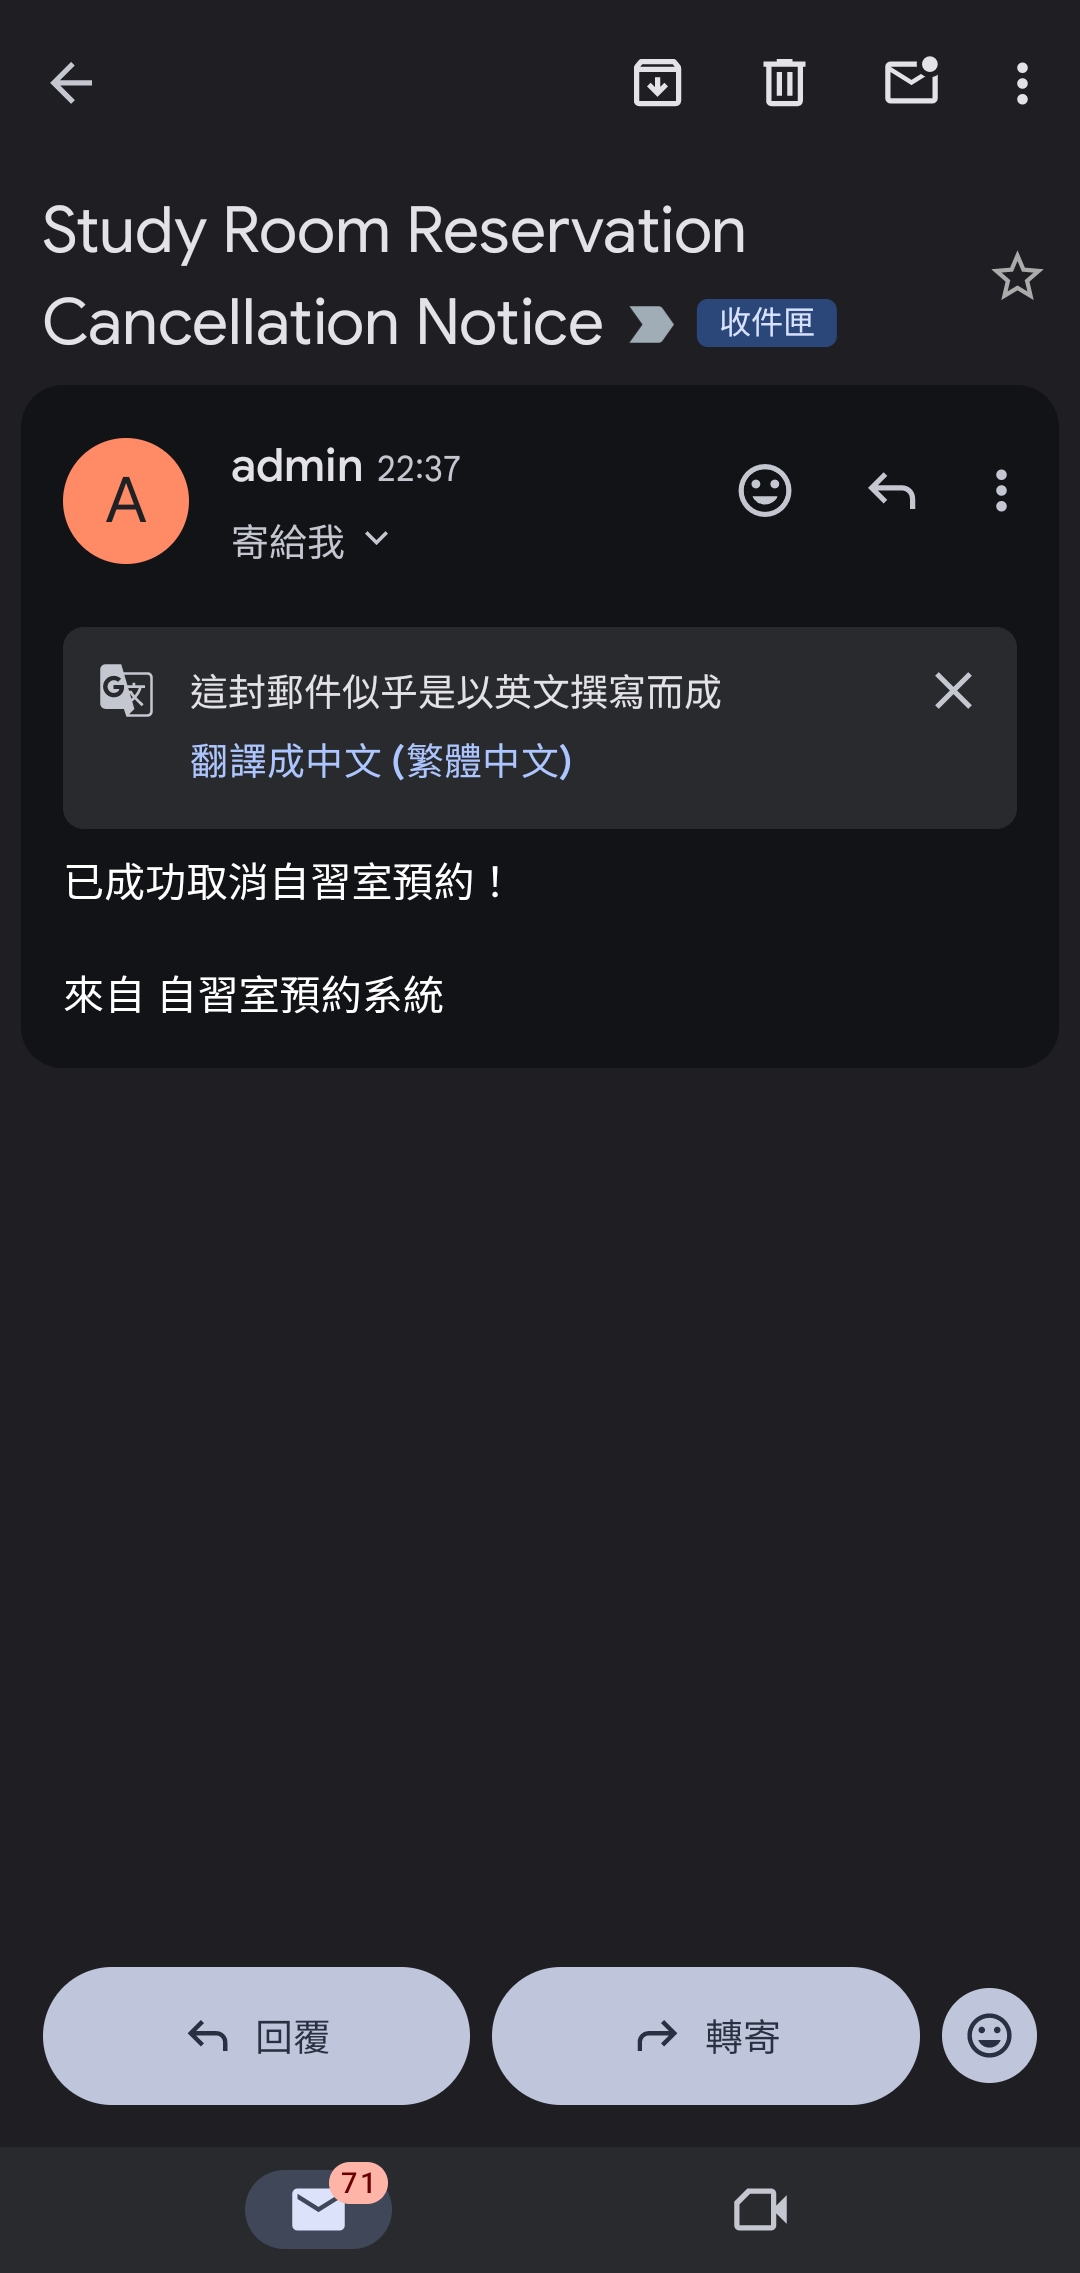 Study Room Reservation
Cancellation Notice 收件匣
A
admin 22:37
寄給我
這封郵件似乎是以英文撰寫而成
翻譯成中文 (繁體中文)
已成功取消自習室預約！
來自 自習室預約系統
回覆 轉寄
71